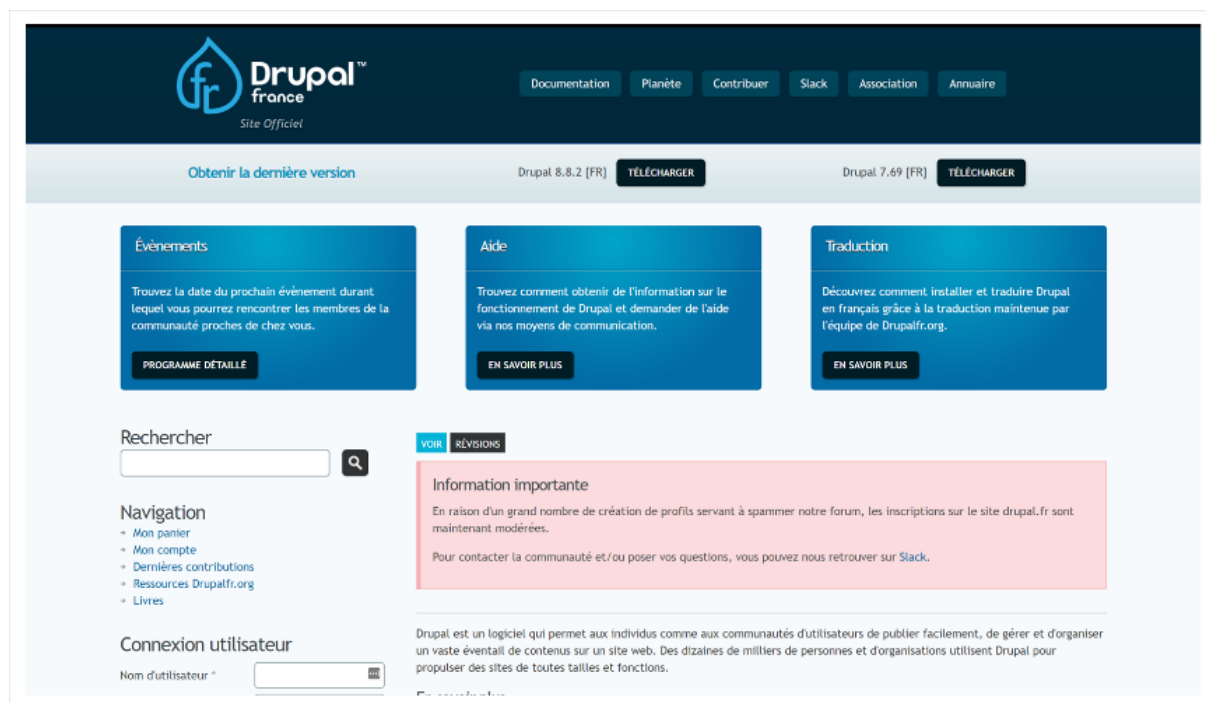 Drupal™
france
Site Officiel
Documentation Planète Contribuer Slack Association Annuaire
Obtenir la dernière version Drupal 8.8.2 [FR] TÉLÉCHARGER Drupal 7.69 [FR] TÉLÉCHARGER
Évènements
Trouvez la date du prochain évènement durant
lequel vous pourrez rencontrer les membres de la
communauté proches de chez vous.
PROGRAMME DÉTAILLÉ
Aide
Trouvez comment obtenir de l'information sur le
fonctionnement de Drupal et demander de l'aide
via nos moyens de communication.
EN SAVOIR PLUS
Traduction
Découvrez comment installer et traduire Drupal
en français grâce à la traduction maintenue par
l'équipe de Drupalfr.org.
EN SAVOIR PLUS
Rechercher
Navigation
Mon panier
Mon compte
Dernières contributions
Ressources Drupalfr.org
Livres
Connexion utilisateur
Nom d'utilisateur *
VOIR RÉVISIONS
Information importante
En raison d'un grand nombre de création de profils servant à spammer notre forum, les inscriptions sur le site drupal.fr sont
maintenant modérées.
Pour contacter la communauté et/ou poser vos questions, vous pouvez nous retrouver sur Slack.
Drupal est un logiciel qui permet aux individus comme aux communautés d'utilisateurs de publier facilement, de gérer et d'organiser
un vaste éventail de contenus sur un site web. Des dizaines de milliers de personnes et d'organisations utilisent Drupal pour
propulser des sites de toutes tailles et fonctions.